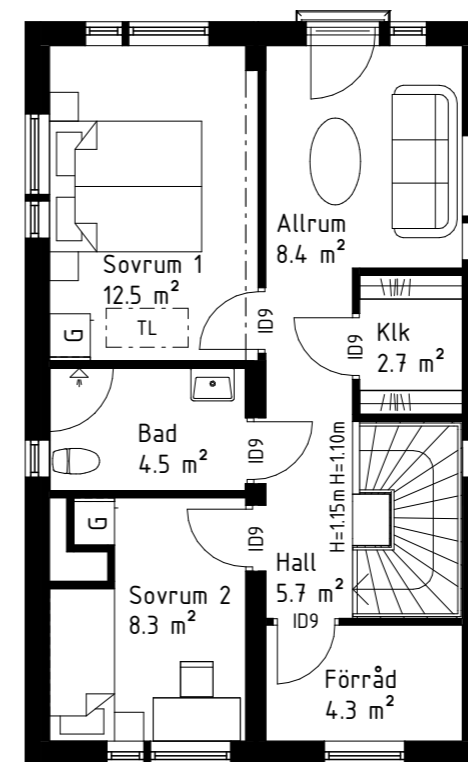 Allrum
8.4 m²
Sovrum 1
12.5 m²
ID9
TL
G
Klk
2.7 m²
ID9
Bad
4.5 m²
ID9
H=1.15m H=1.10m
G
ID9
Hall
5.7 m²
Sovrum 2
8.3 m²
ID9
Förråd
4.3 m²